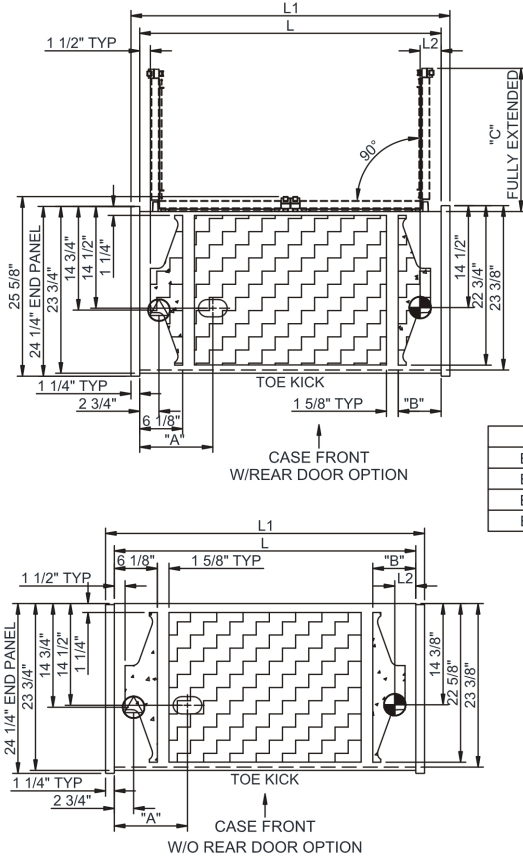 L1
L
1 1/2" TYP
L2
90°
"C"
FULLY EXTENDED
25 5/8"
24 1/4" END PANEL
23 3/4"
14 3/4"
14 1/2"
1 1/4"
14 1/2"
22 3/4"
23 3/8"
TOE KICK
1 1/4" TYP
2 3/4"
6 1/8"
1 5/8" TYP
"B"
"A"
CASE FRONT
W/REAR DOOR OPTION
E
E
E
E
L1
L
6 1/8"
1 5/8" TYP
"B"
1 1/2" TYP
L2
24 1/4" END PANEL
23 3/4"
14 3/4"
14 1/2"
1 1/4"
14 3/8"
22 5/8"
23 3/8"
TOE KICK
1 1/4" TYP
2 3/4"
"A"
CASE FRONT
W/O REAR DOOR OPTION